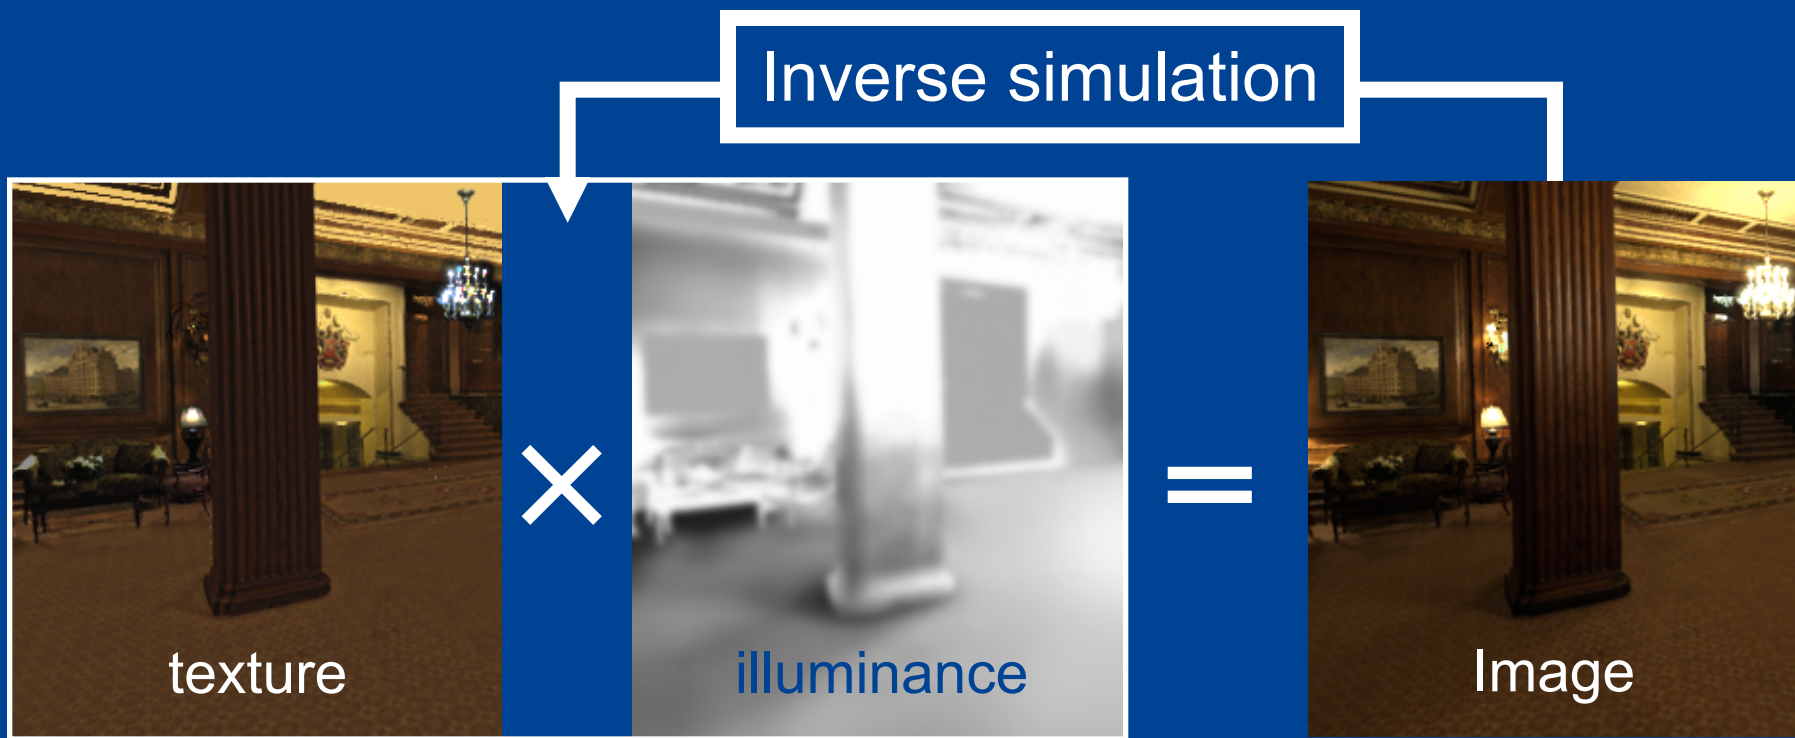 Inverse simulation
×
=
texture
illuminance
Image